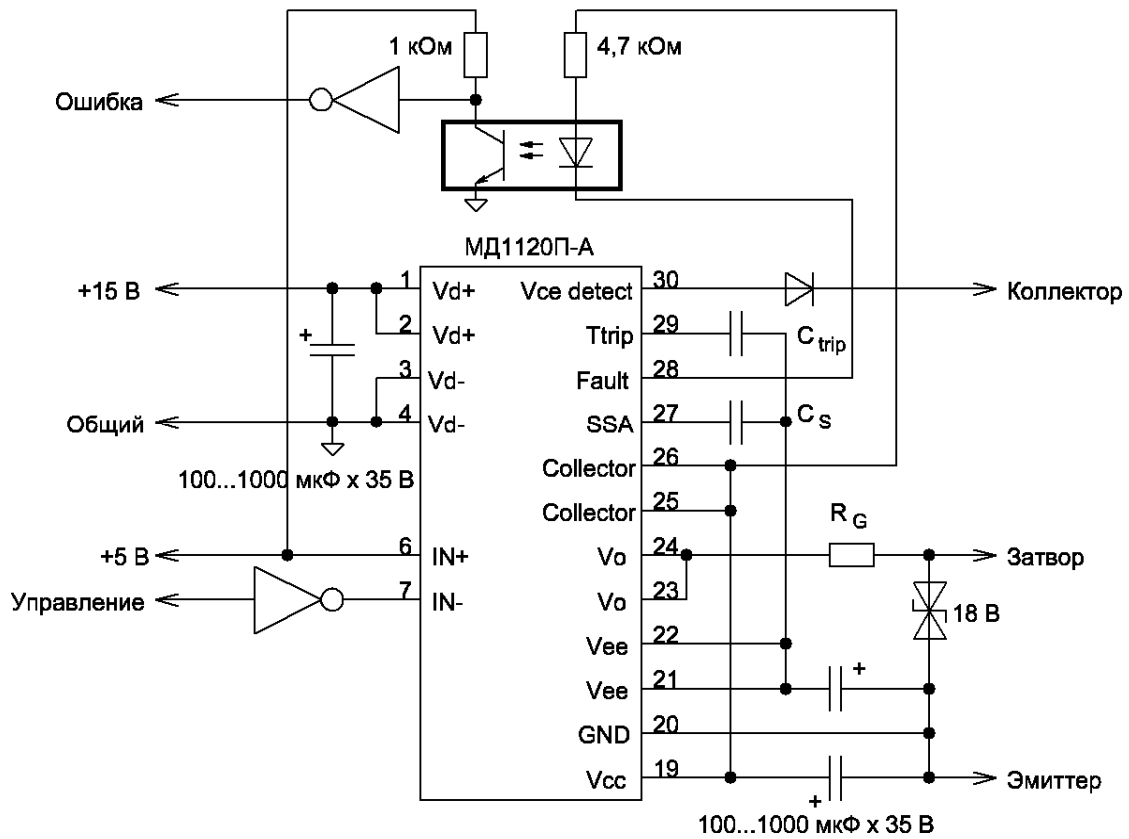 1 кОм
4,7 кОм
Ошибка
МД1120П-А
+15 В
1
Vd+
Vce detect
30
Коллектор
2
Vd+
Ttrip
29
C trip
+
3
Vd-
Fault
28
Общий
4
Vd-
SSA
27
C S
100...1000 мкФ x 35 В
Collector
26
Collector
25
R G
+5 В
6
IN+
Vo
24
Затвор
Управление
7
IN-
Vo
23
18 В
Vee
22
Vee
21
+
GND
20
Vcc
19
Эмиттер
+
100...1000 мкФ x 35 В